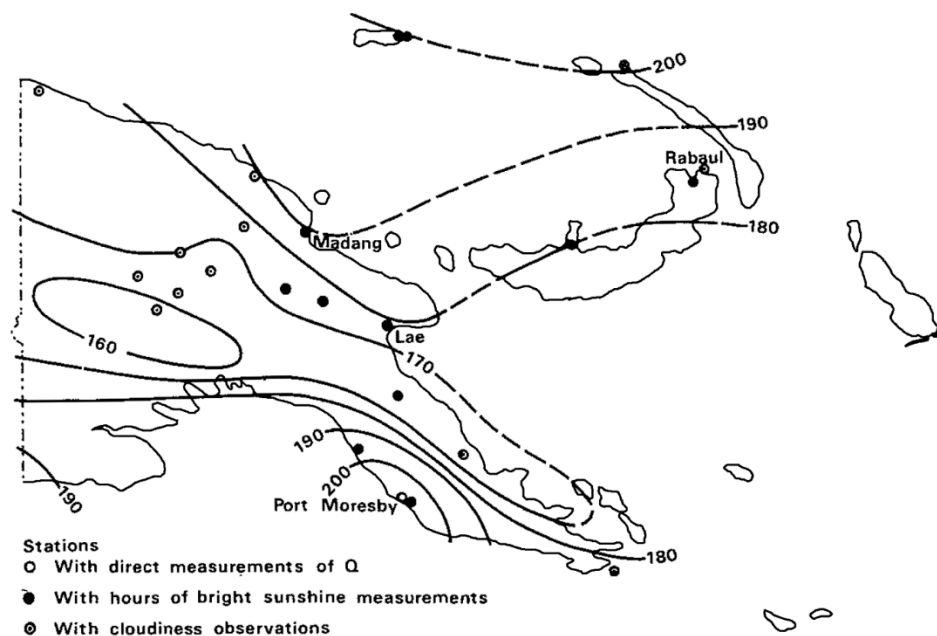 200
190
Rabaul
180
Madang
160
Lae
170
190
200
190
Port Moresby
180
Stations
With direct measurements of Q
With hours of bright sunshine measurements
With cloudiness observations